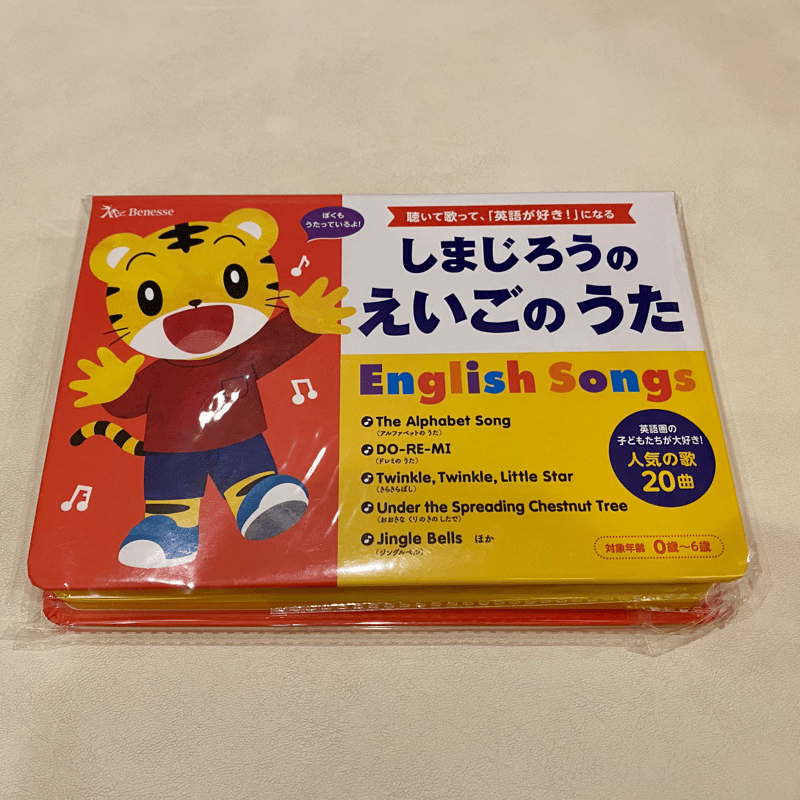 Benesse
ぼくも
うたっているよ！
聴いて歌って、「英語が好き！」になる
しまじろうの
えいごの うた
English Songs
The Alphabet Song
(アルファベットの うた)
DO-RE-MI
(ドレミの うた)
Twinkle, Twinkle, Little Star
(きらきらぼし)
Under the Spreading Chestnut Tree
(おおきな くりの きの したで)
Jingle Bells ほか
(ジングルベル)
英語圏の
子どもたちが大好き！
人気の歌
20曲
対象年齢 0歳～6歳